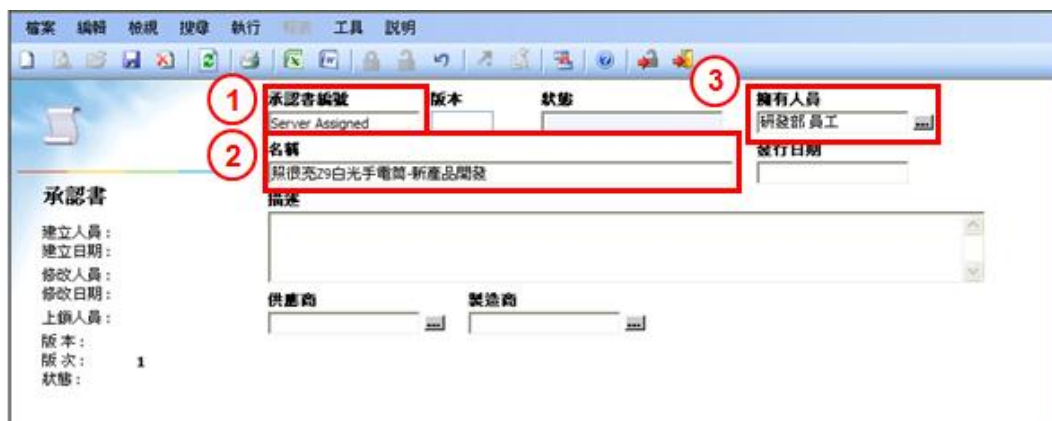 檔案 編輯 檢視 搜尋 執行 工具 說明
1 承認書編號 版本 狀態 3 擁有人員
Server Assigned 研發部 員工
2 名稱 發行日期
照很亮Z9白光手電筒-新產品開發
承認書 描述
建立人員：
建立日期：
修改人員：
修改日期：
供應商 製造商
上鎖人員：
版 本：
版 次： 1
狀態：